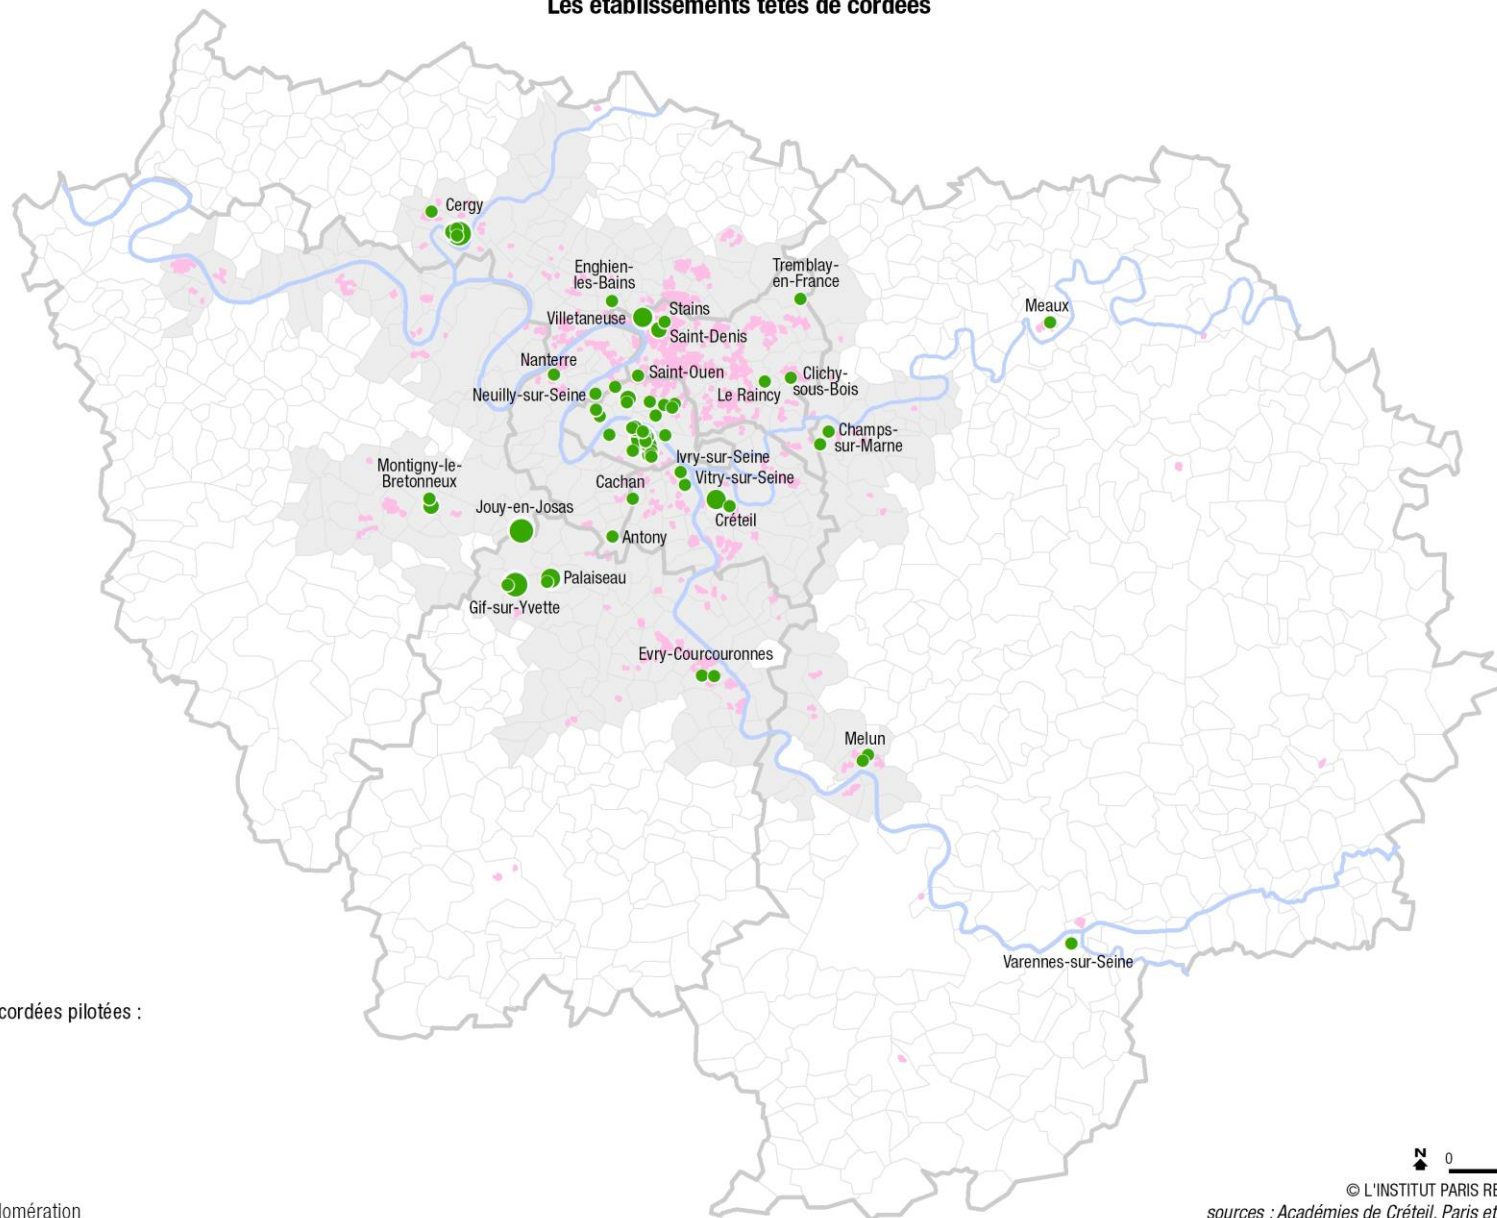 Les établissements têtes de cordées
Cergy
Enghien-
les-Bains
Tremblay-
en-France
Meaux
Villetaneuse
Stains
Saint-Denis
Nanterre
Saint-Ouen
Clichy-
sous-Bois
Neuilly-sur-Seine
Le Raincy
Champs-
sur-Marne
Ivry-sur-Seine
Montigny-le-
Bretonneux
Cachan
Vitry-sur-Seine
Jouy-en-Josas
Créteil
Antony
Palaiseau
Gif-sur-Yvette
Evry-Courcouronnes
Melun
Varennes-sur-Seine
cordées pilotées :
N
0
© L'INSTITUT PARIS RE
lomération
sources : Académies de Créteil, Paris et